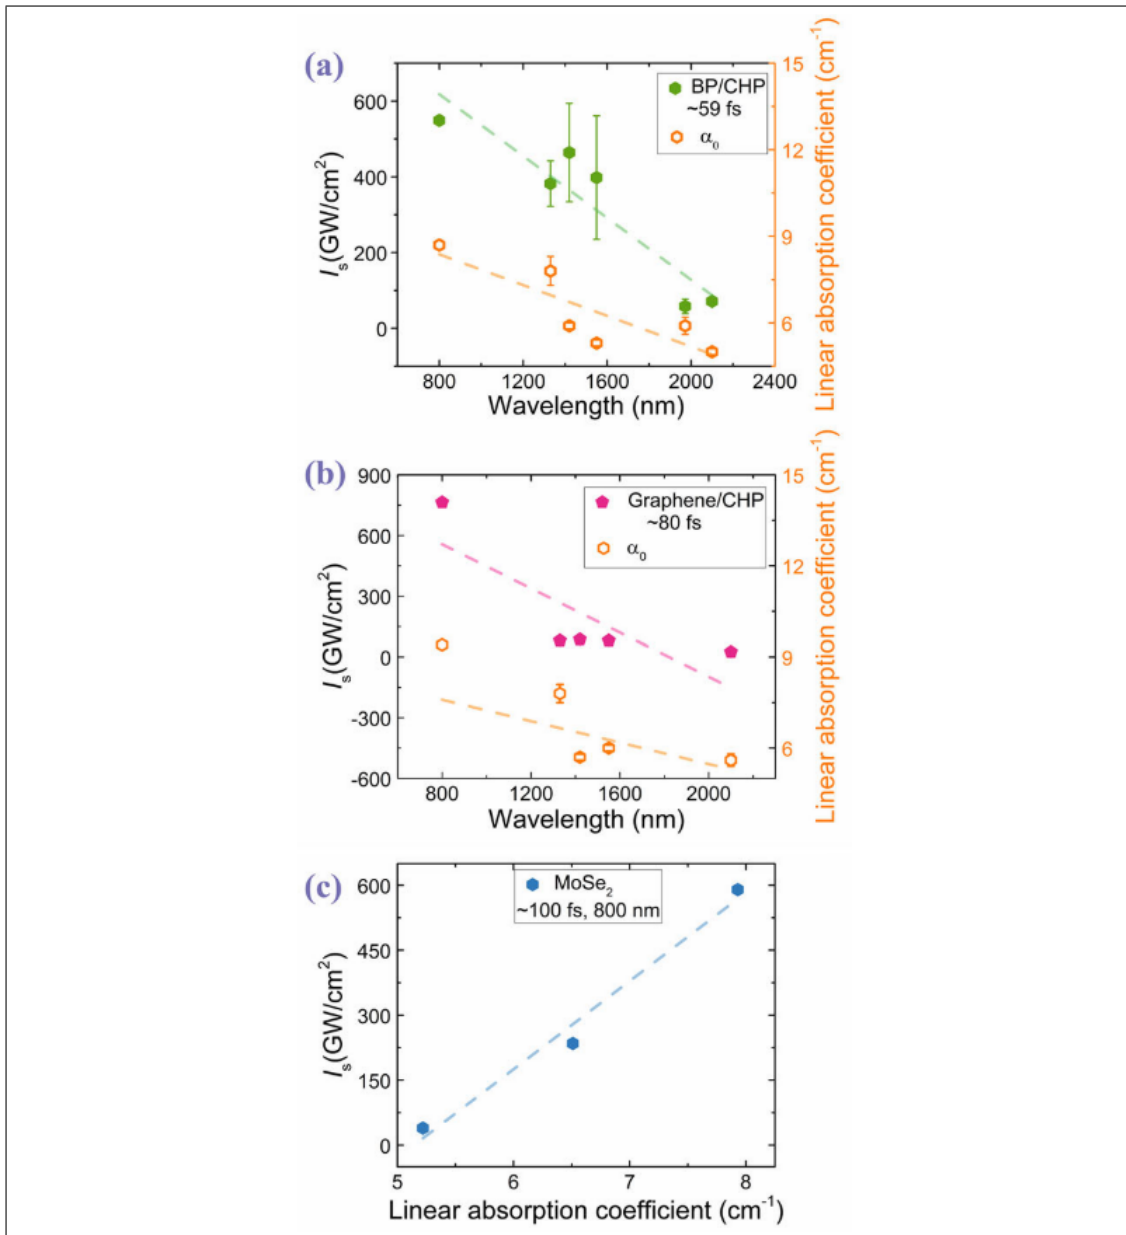 (a)
BP/CHP
~59 fs
α₀
600
400
200
0
15
12
9
6
I_s(GW/cm²)
Linear absorption coefficient (cm⁻¹)
800 1200 1600 2000 2400
Wavelength (nm)
(b)
Graphene/CHP
~80 fs
α₀
900
600
300
0
-300
-600
15
12
9
6
I_s(GW/cm²)
Linear absorption coefficient (cm⁻¹)
800 1200 1600 2000
Wavelength (nm)
(c)
MoSe₂
~100 fs, 800 nm
600
450
300
150
0
I_s(GW/cm²)
5 6 7 8
Linear absorption coefficient (cm⁻¹)